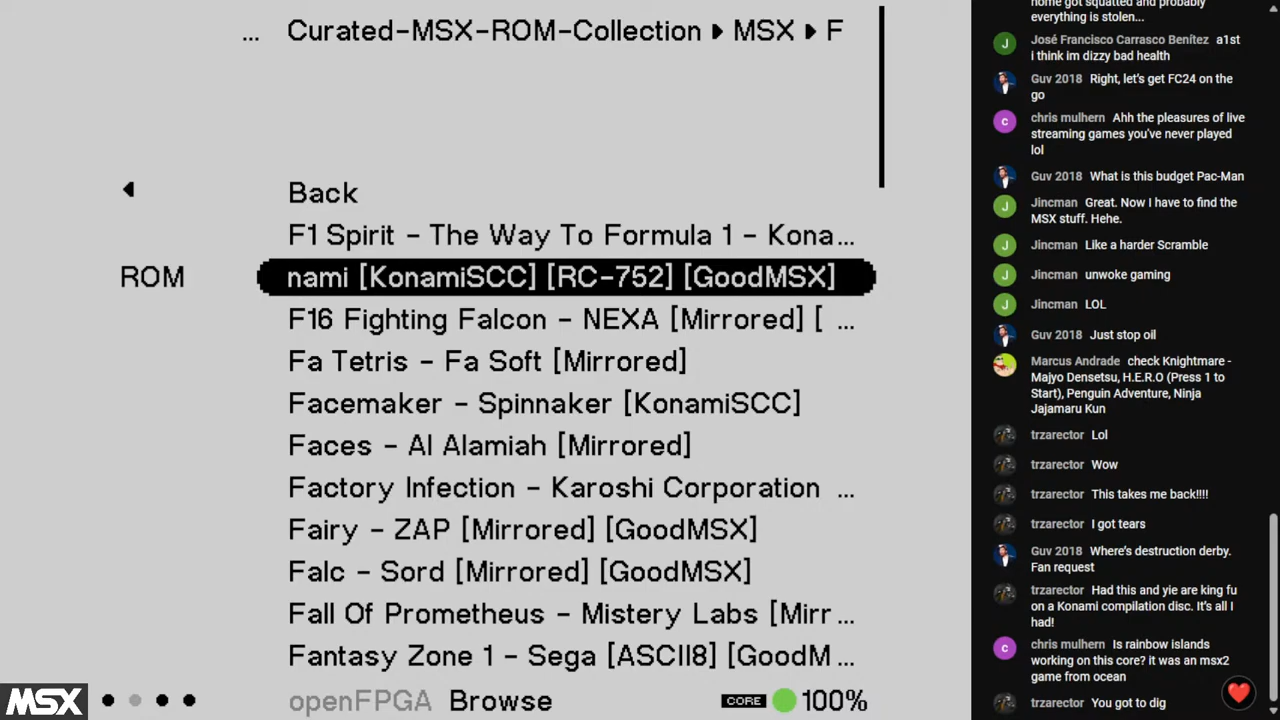 ... Curated-MSX-ROM-Collection ▸ MSX ▸ F
Back
F1 Spirit - The Way To Formula 1 - Kona...
ROM
nami [KonamiSCC] [RC-752] [GoodMSX]
F16 Fighting Falcon - NEXA [Mirrored] [ ...
Fa Tetris - Fa Soft [Mirrored]
Facemaker - Spinnaker [KonamiSCC]
Faces - Al Alamiah [Mirrored]
Factory Infection - Karoshi Corporation ...
Fairy - ZAP [Mirrored] [GoodMSX]
Falc - Sord [Mirrored] [GoodMSX]
Fall Of Prometheus - Mistery Labs [Mirr ...
Fantasy Zone 1 - Sega [ASCII8] [GoodM ...
MSX
openFPGA Browse
CORE 100%
home got squatted and probably
everything is stolen...
J José Francisco Carrasco Benítez a1st
i think im dizzy bad health
Guv 2018 Right, let's get FC24 on the
go
c chris mulhern Ahh the pleasures of live
streaming games you've never played
lol
Guv 2018 What is this budget Pac-Man
J Jincman Great. Now I have to find the
MSX stuff. Hehe.
J Jincman Like a harder Scramble
J Jincman unwoke gaming
J Jincman LOL
Guv 2018 Just stop oil
Marcus Andrade check Knightmare -
Majyo Densetsu, H.E.R.O (Press 1 to
Start), Penguin Adventure, Ninja
Jajamaru Kun
trzarector Lol
trzarector Wow
trzarector This takes me back!!!!
trzarector I got tears
Guv 2018 Where's destruction derby.
Fan request
trzarector Had this and yie are king fu
on a Konami compilation disc. It's all I
had!
c chris mulhern Is rainbow islands
working on this core? it was an msx2
game from ocean
trzarector You got to dig